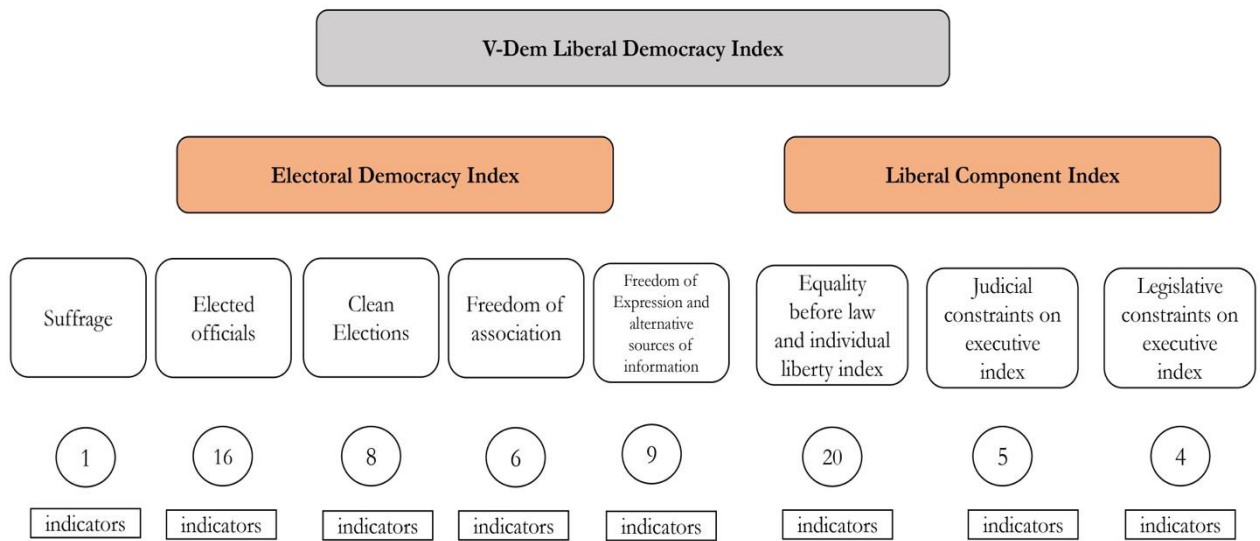 V-Dem Liberal Democracy Index
Electoral Democracy Index
Liberal Component Index
Suffrage
Elected
officials
Clean
Elections
Freedom of
association
Freedom of
Expression and
alternative
sources of
information
Equality
before law
and individual
liberty index
Judicial
constraints on
executive
index
Legislative
constraints on
executive
index
1
16
8
6
9
20
5
4
indicators
indicators
indicators
indicators
indicators
indicators
indicators
indicators